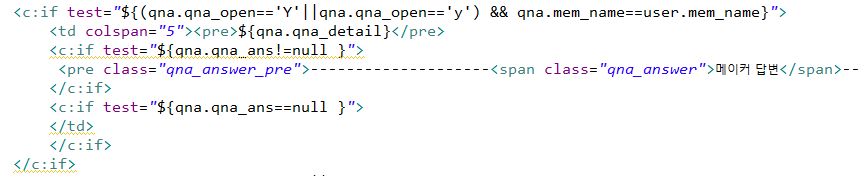 <c:if test="${(qna.qna_open=='Y'||qna.qna_open=='y') && qna.mem_name==user.mem_name}">
<td colspan="5"><pre>${qna.qna_detail}</pre>
<c:if test="${qna.qna_ans!=null }">
<pre class="qna_answer_pre">--------------------<span class="qna_answer">메이커 답변</span>--
</c:if>
<c:if test="${qna.qna_ans==null }">
</td>
</c:if>
</c:if>